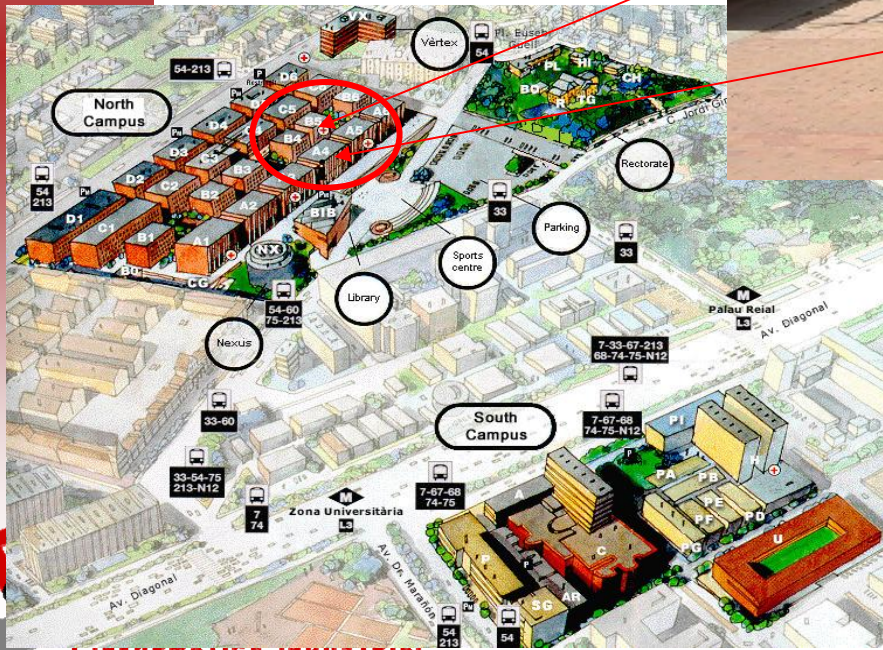 VX
Vèrtex
Pl. Eusebi
Güell
54
54-213
P
D6
C6
B6
A6
North
Campus
C5
B5
A5
D4
B4
A4
PL
HI
BO
R
TG
CH
C. Jordi Gir
Rectorate
D3
C3
B3
D2
C2
B2
A2
54
213
D1
C1
B1
A1
BIB
33
Parking
33
NX
Sports
centre
Library
CG
54-60
75-213
Nexus
M
Palau Reial
L3
Av. Diagonal
7-33-67-213
68-74-75-N12
33-60
South
Campus
7-67-68
74-75-N12
PI
H
33-54-75
213-N12
7-67-68
74-75
P
PA
PB
PE
PF
PD
PG
U
7
74
M
Zona Universitària
L3
A
C
P
P
AR
SG
Av. Diagonal
Av. Dr. Marañón
54
213
54